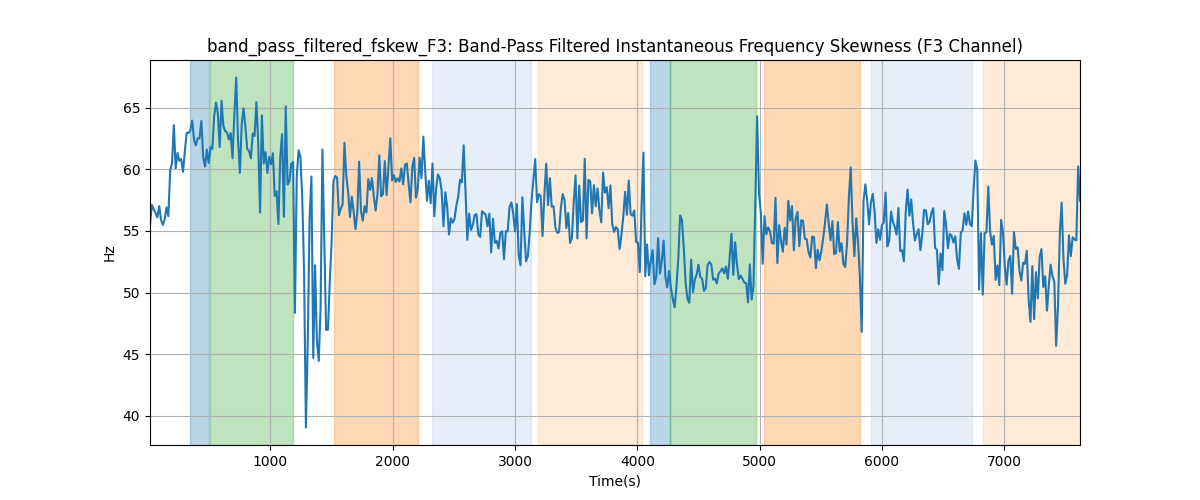 band_pass_filtered_fskew_F3: Band-Pass Filtered Instantaneous Frequency Skewness (F3 Channel)
65
60
55
50
45
40
Hz
1000 2000 3000 4000 5000 6000 7000
Time(s)